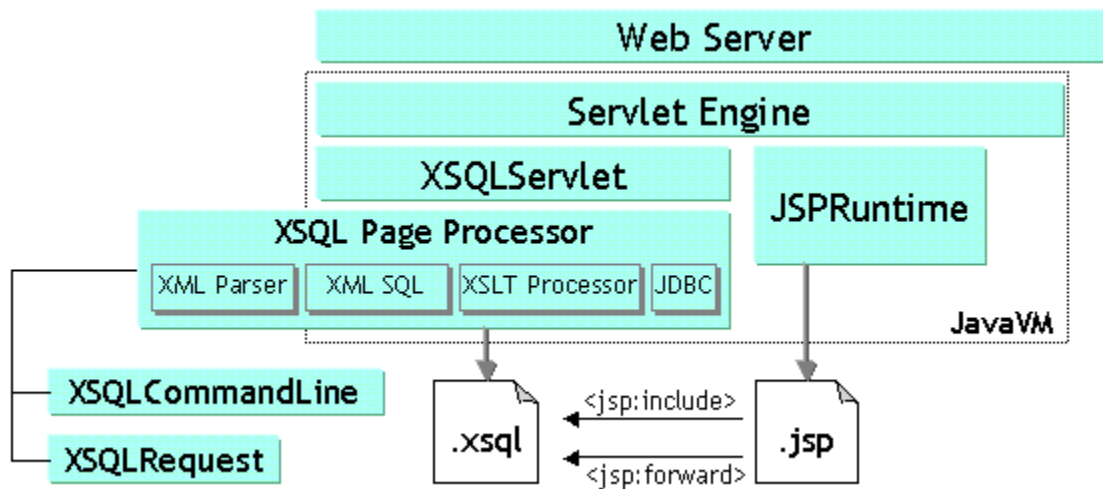 Web Server
Servlet Engine
XSQLServlet
JSPRuntime
XSQL Page Processor
XML Parser
XML SQL
XSLT Processor
JDBC
JavaVM
XSQLCommandLine
XSQLRequest
.xsql
<jsp:include>
<jsp:forward>
.jsp